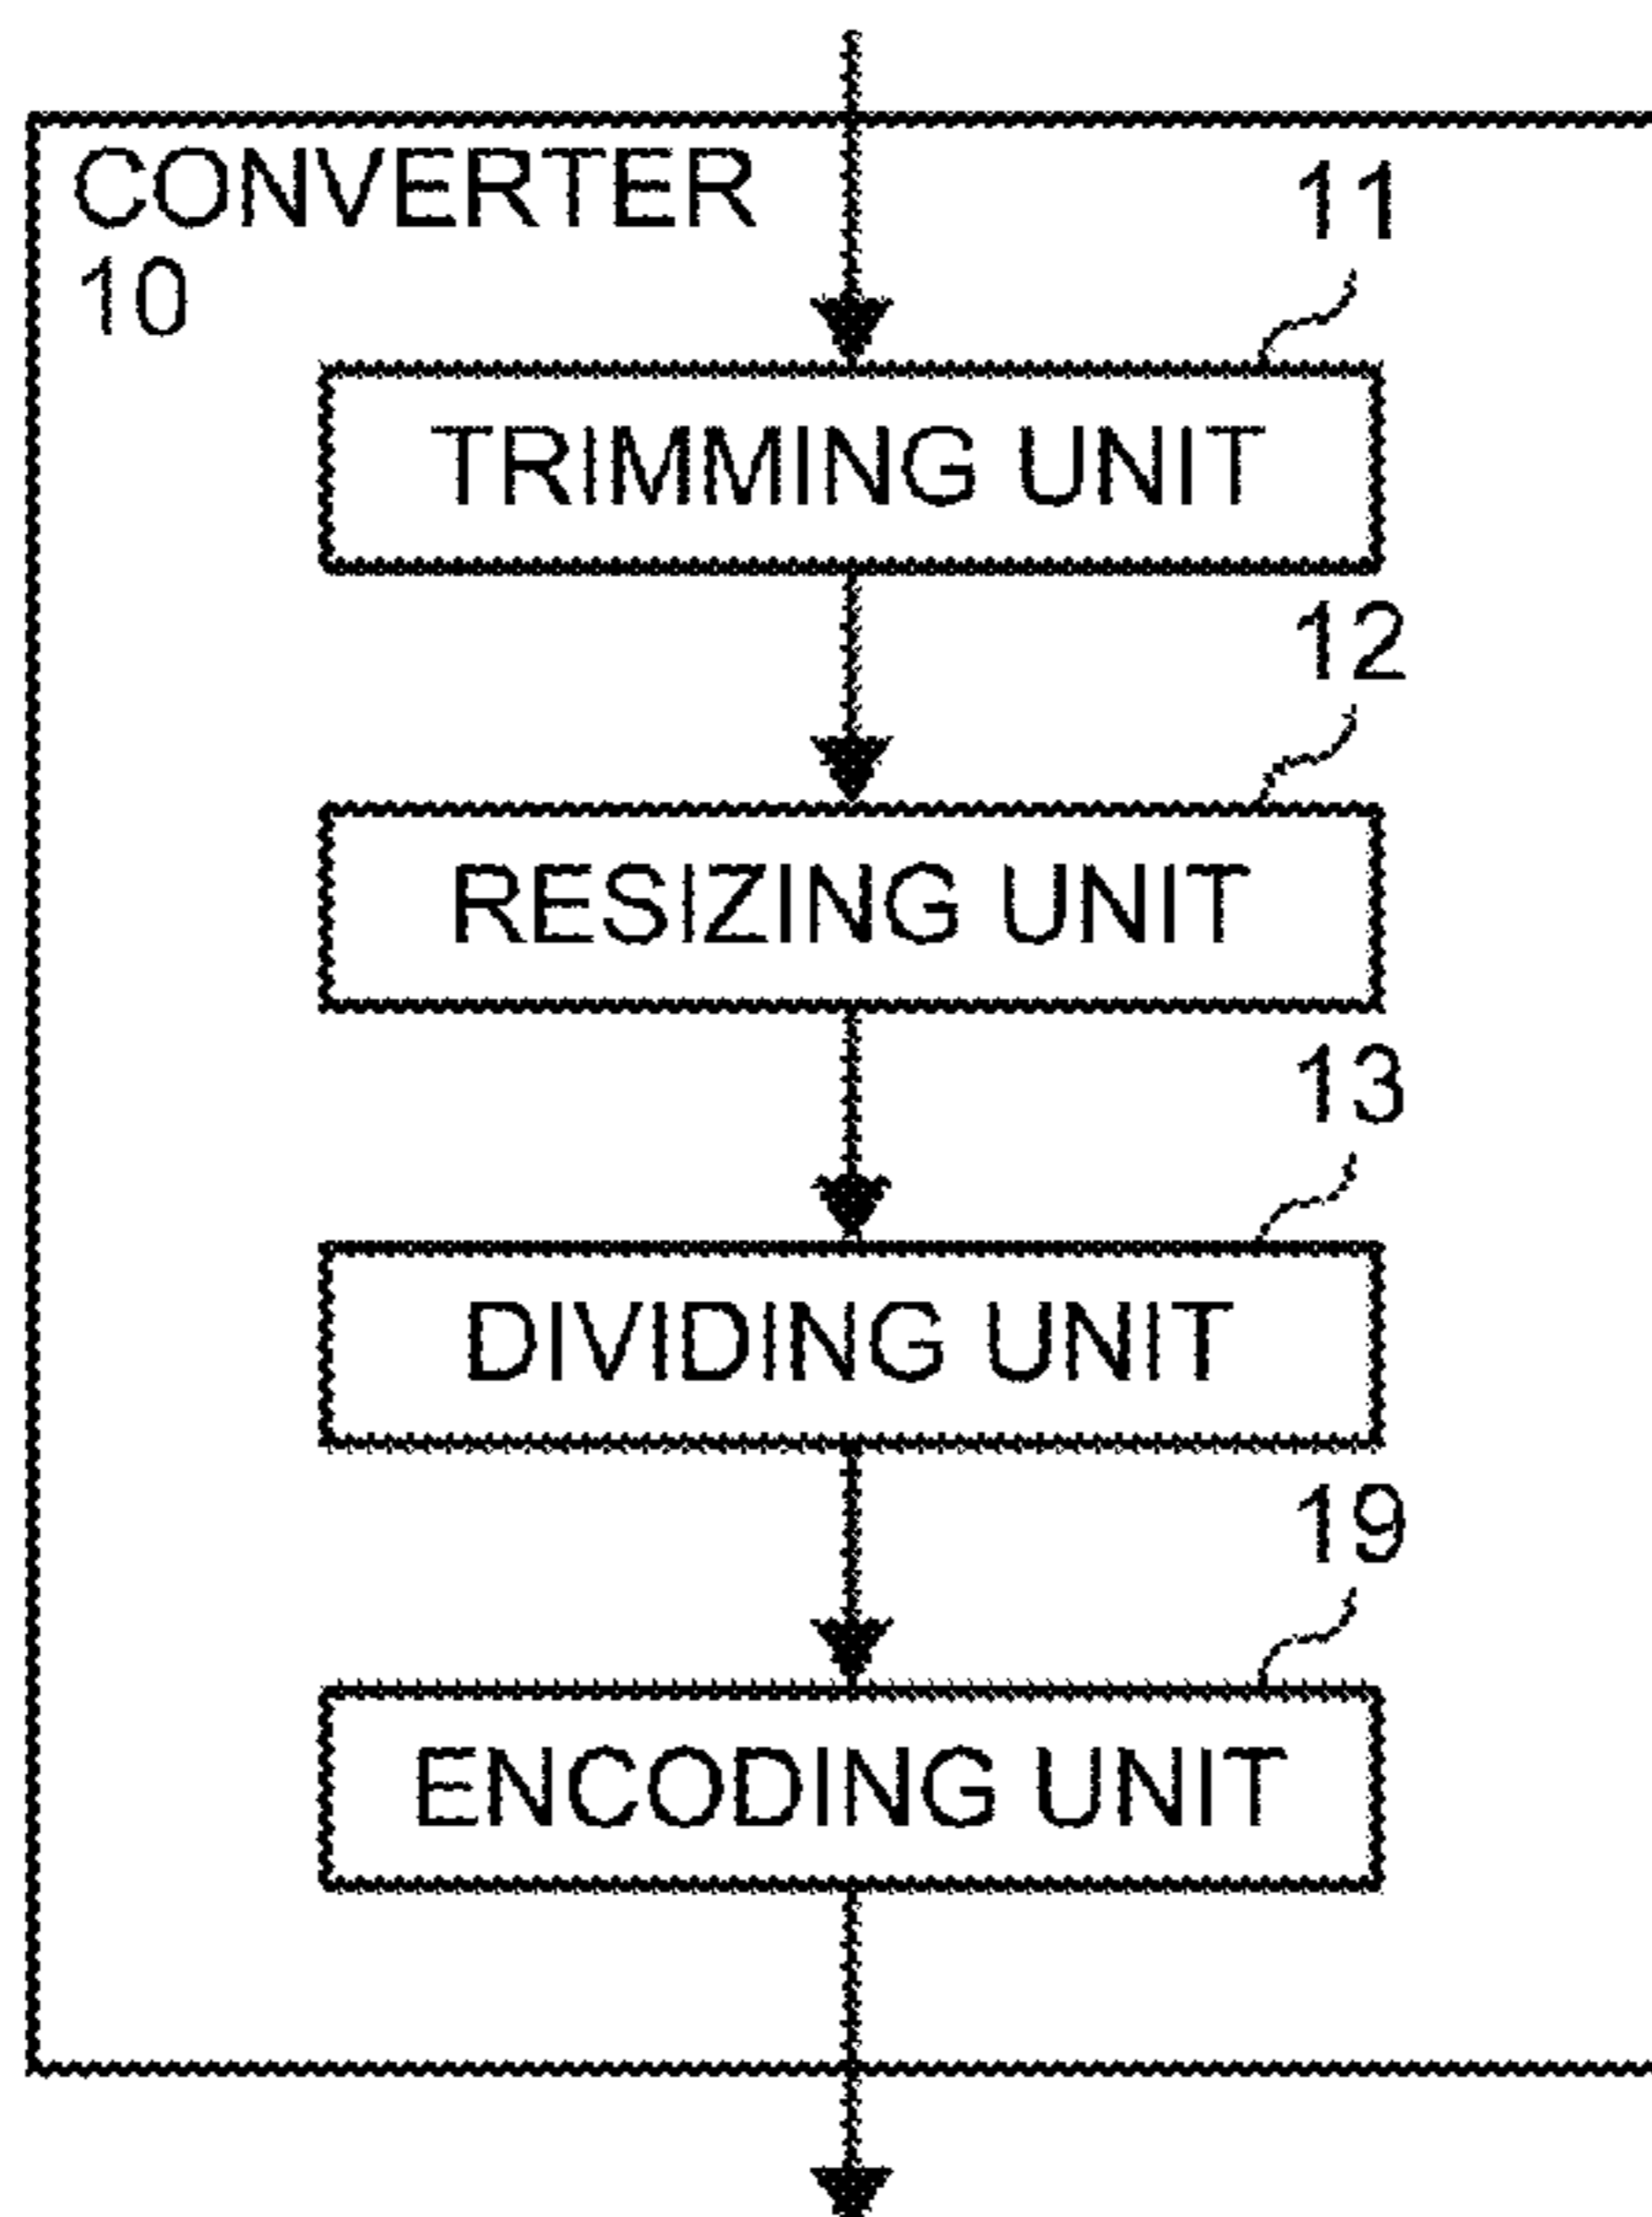 CONVERTER
10
11
TRIMMING UNIT
12
RESIZING UNIT
13
DIVIDING UNIT
19
ENCODING UNIT